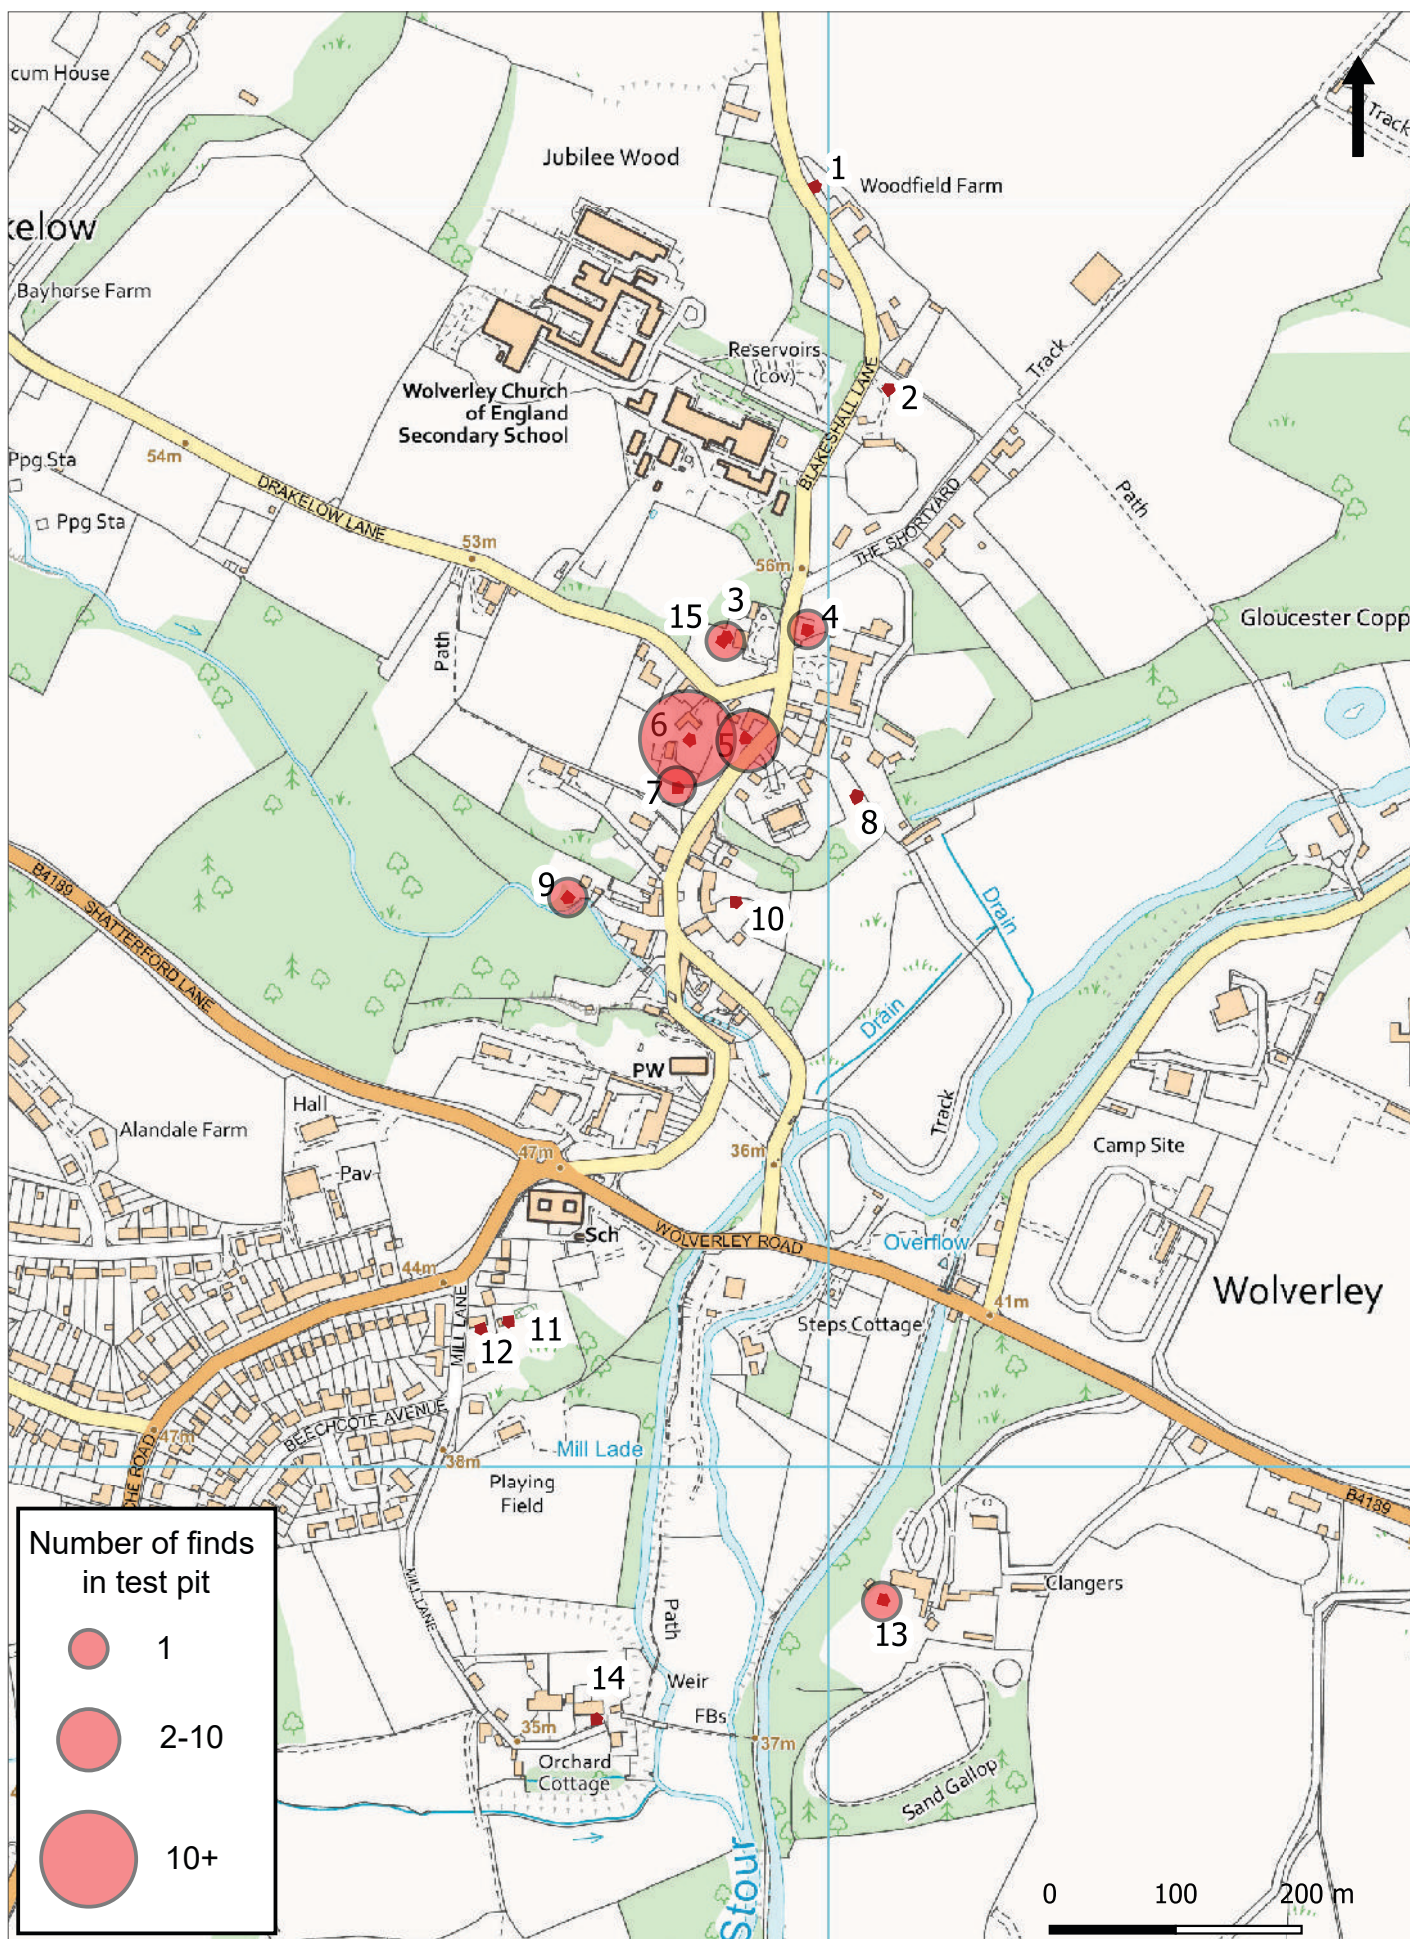 cum House
Track
Jubilee Wood
1
Woodfield Farm
kelow
Bayhorse Farm
Track
Reservoirs
(cov)
BLAKESHALL LANE
2
Wolverley Church
of England
Secondary School
54m
Ppg Sta
Ppg Sta
DRAKELOW LANE
Path
53m
THE SHORTYARD
56m
3
15
4
Gloucester Copp
Path
6
5
7
8
B4189
SHATTERFORD LANE
9
10
Drain
Drain
PW
Track
Hall
Alandale Farm
Pav
47m
36m
Camp Site
Sch
WOLVERLEY ROAD
Overflow
44m
Wolverley
MILL LANE
11
12
41m
Steps Cottage
BEECHCOTE AVENUE
47m
38m
Mill Lade
CHE ROAD
Playing
Field
B4189
Number of finds
in test pit
1
2-10
10+
MILL LANE
Clangers
Path
13
14
Weir
FBs
35m
37m
Orchard
Cottage
Sand Gallop
Stour
0 100 200 m